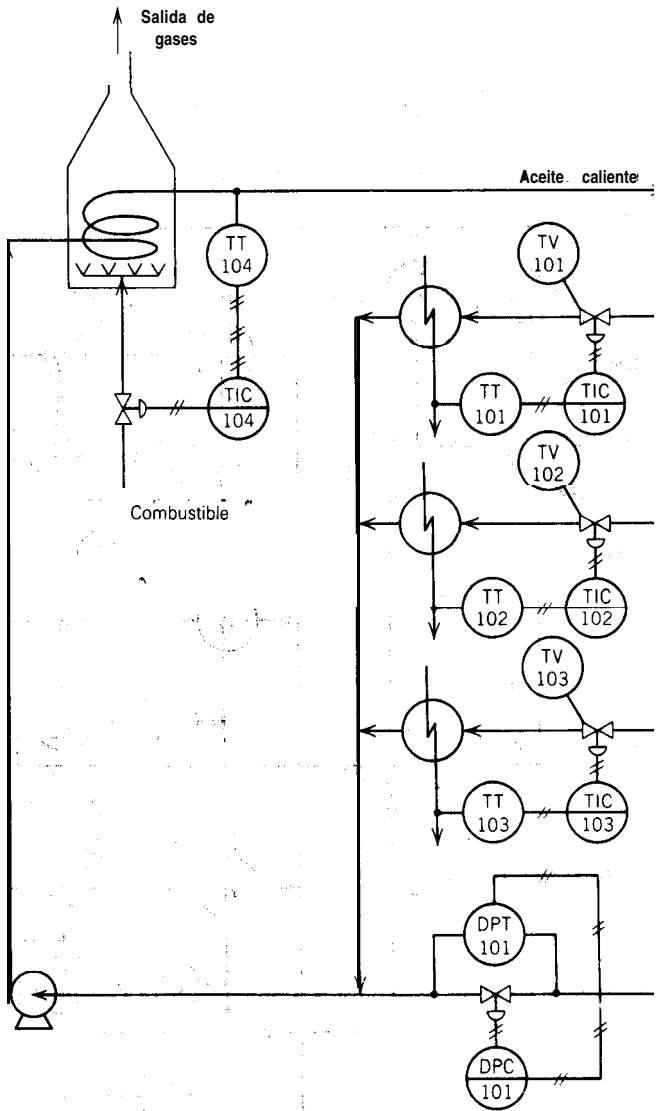 Salida de
gases
Aceite caliente
TT
104
TV
101
TIC
104
TT
101
TIC
101
Combustible
TV
102
TT
102
TIC
102
TV
103
TT
103
TIC
103
DPT
101
DPC
101